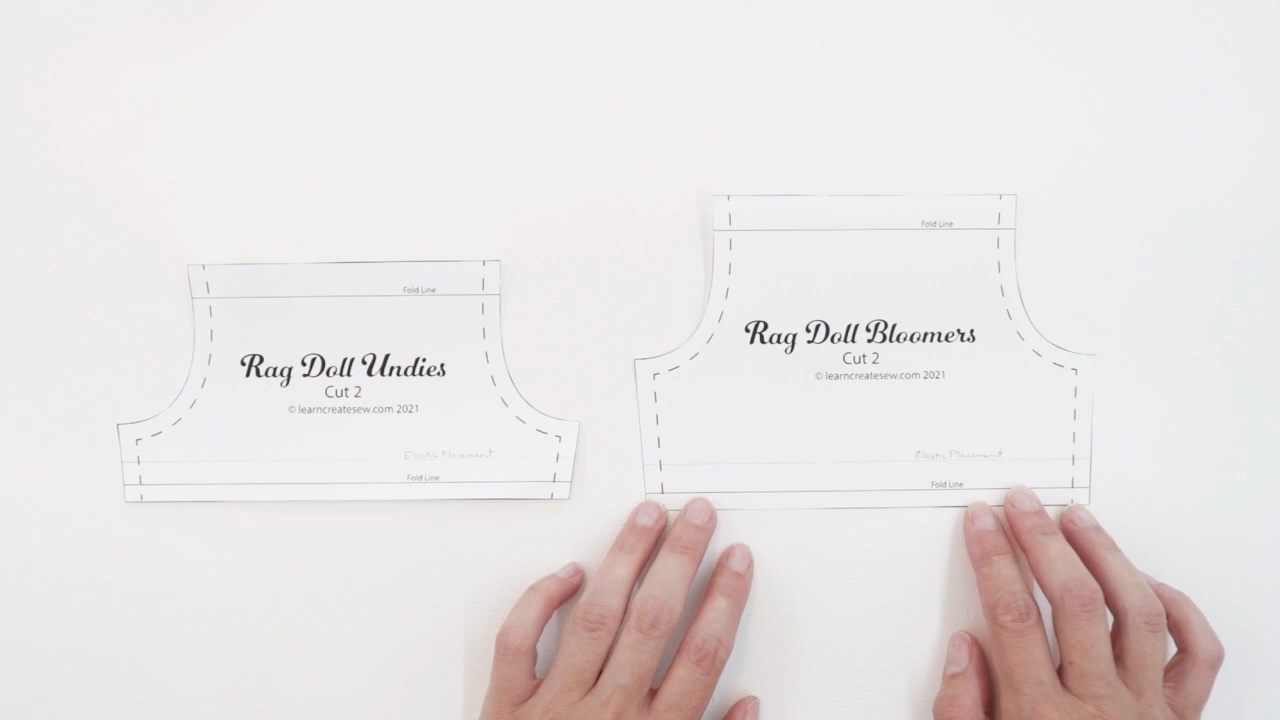 Fold Line
Rag Doll Undies
Cut 2
© learncreatesew.com 2021
Elastic Placement
Fold Line
Fold Line
Rag Doll Bloomers
Cut 2
© learncreatesew.com 2021
Elastic Placement
Fold Line